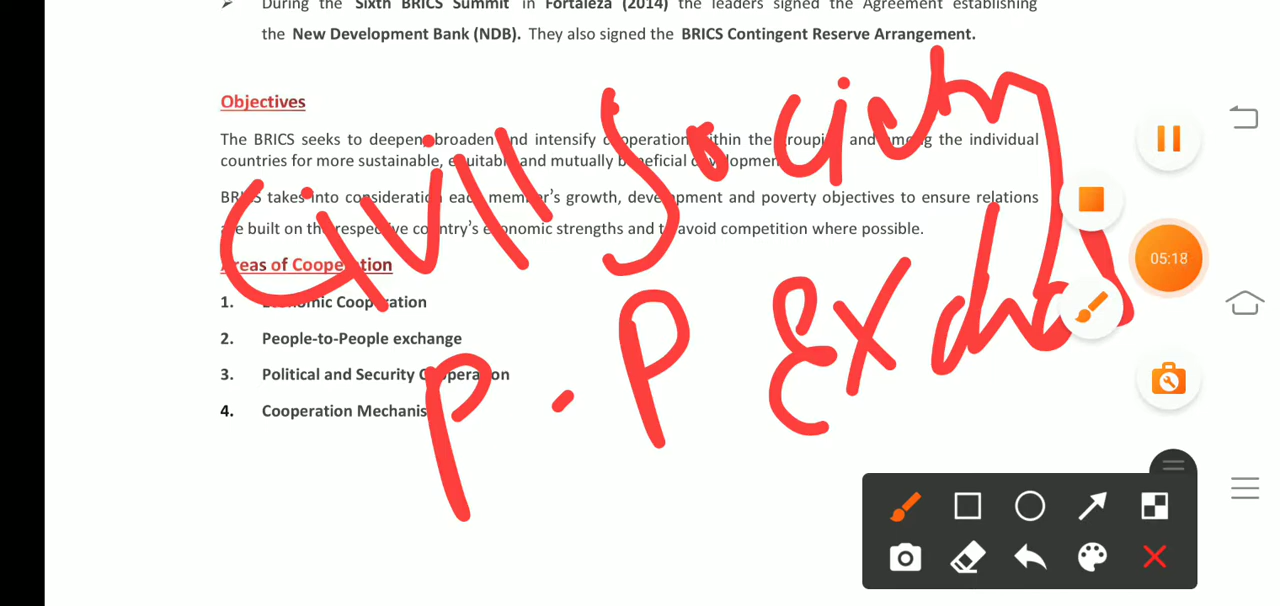 During the Sixth BRICS Summit in Fortaleza (2014) the leaders signed the Agreement establishing
the New Development Bank (NDB). They also signed the BRICS Contingent Reserve Arrangement.
Objectives
The BRICS seeks to deepen, broaden and intensify cooperation within the grouping and among the individual
countries for more sustainable, equitable and mutually beneficial development.
BRICS takes into consideration each member's growth, development and poverty objectives to ensure relations
are built on the respective country's economic strengths and to avoid competition where possible.
Areas of Cooperation
1. Economic Cooperation
2. People-to-People exchange
3. Political and Security Cooperation
4. Cooperation Mechanis
Civil Society
P-P Excha
05:18